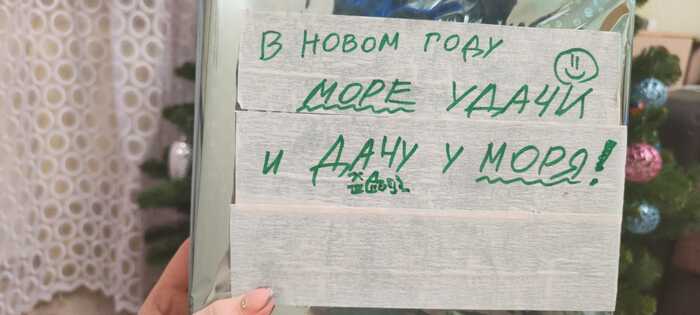 В НОВОМ ГОДУ
МОРЕ УДАЧИ
И ДАЧУ У МОРЯ!